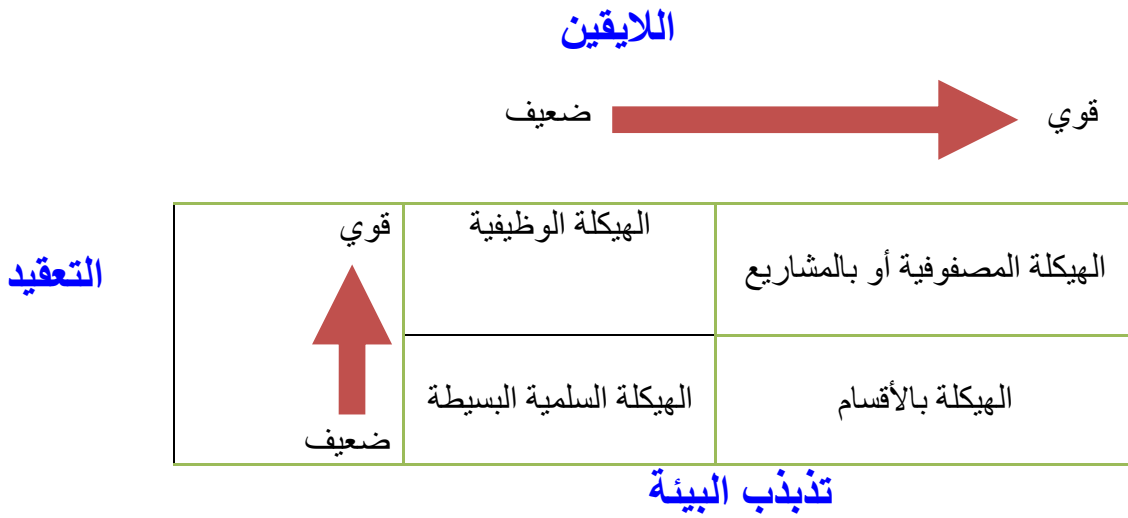 اللايقين
قوي
ضعيف
التعقيد
قوي
ضعيف
الهيكلة الوظيفية
الهيكلة المصفوفية أو بالمشاريع
الهيكلة السلمية البسيطة
الهيكلة بالأقسام
تذبذب البيئة